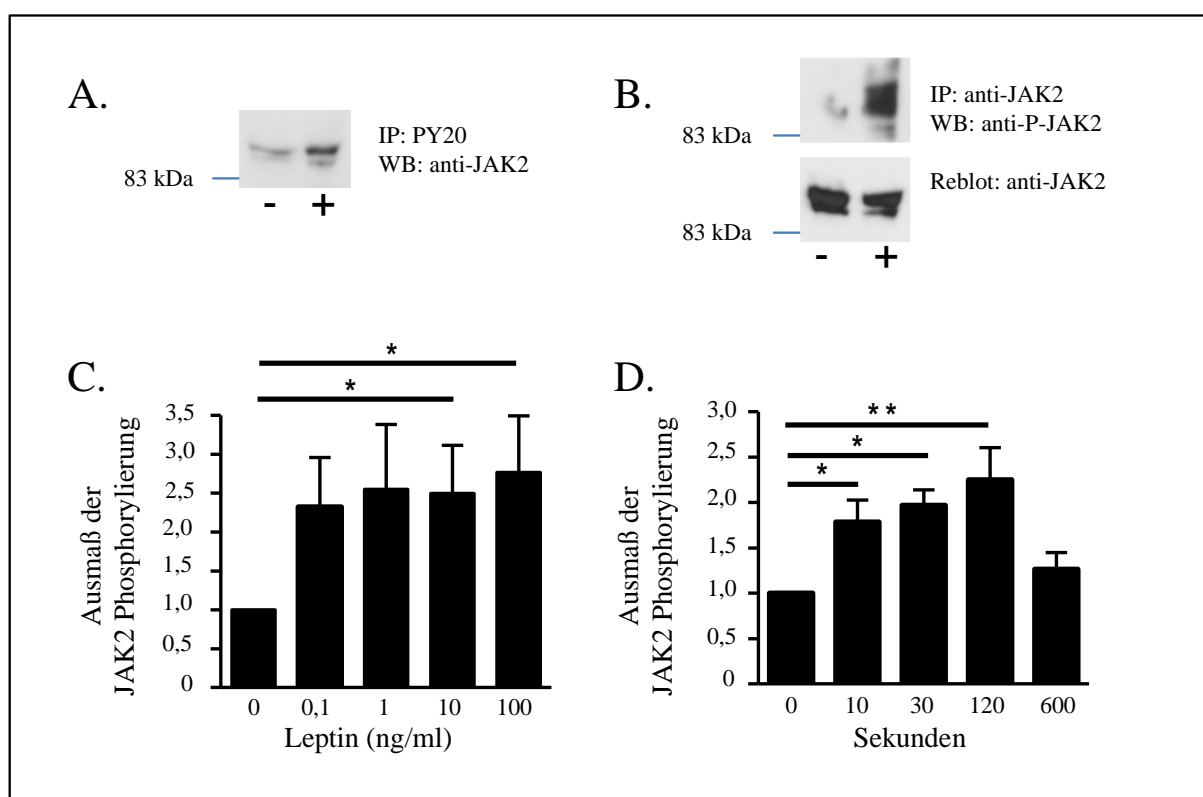 A.
IP: PY20
WB: anti-JAK2
83 kDa
- +
B.
IP: anti-JAK2
WB: anti-P-JAK2
83 kDa
Reblot: anti-JAK2
83 kDa
- +
C.
Ausmaß der
JAK2 Phosphorylierung
* 
*
3,5
3,0
2,5
2,0
1,5
1,0
0,5
0
0 0,1 1 10 100
Leptin (ng/ml)
D.
Ausmaß der
JAK2 Phosphorylierung
* *
*
*
3,0
2,5
2,0
1,5
1,0
0,5
0
0 10 30 120 600
Sekunden